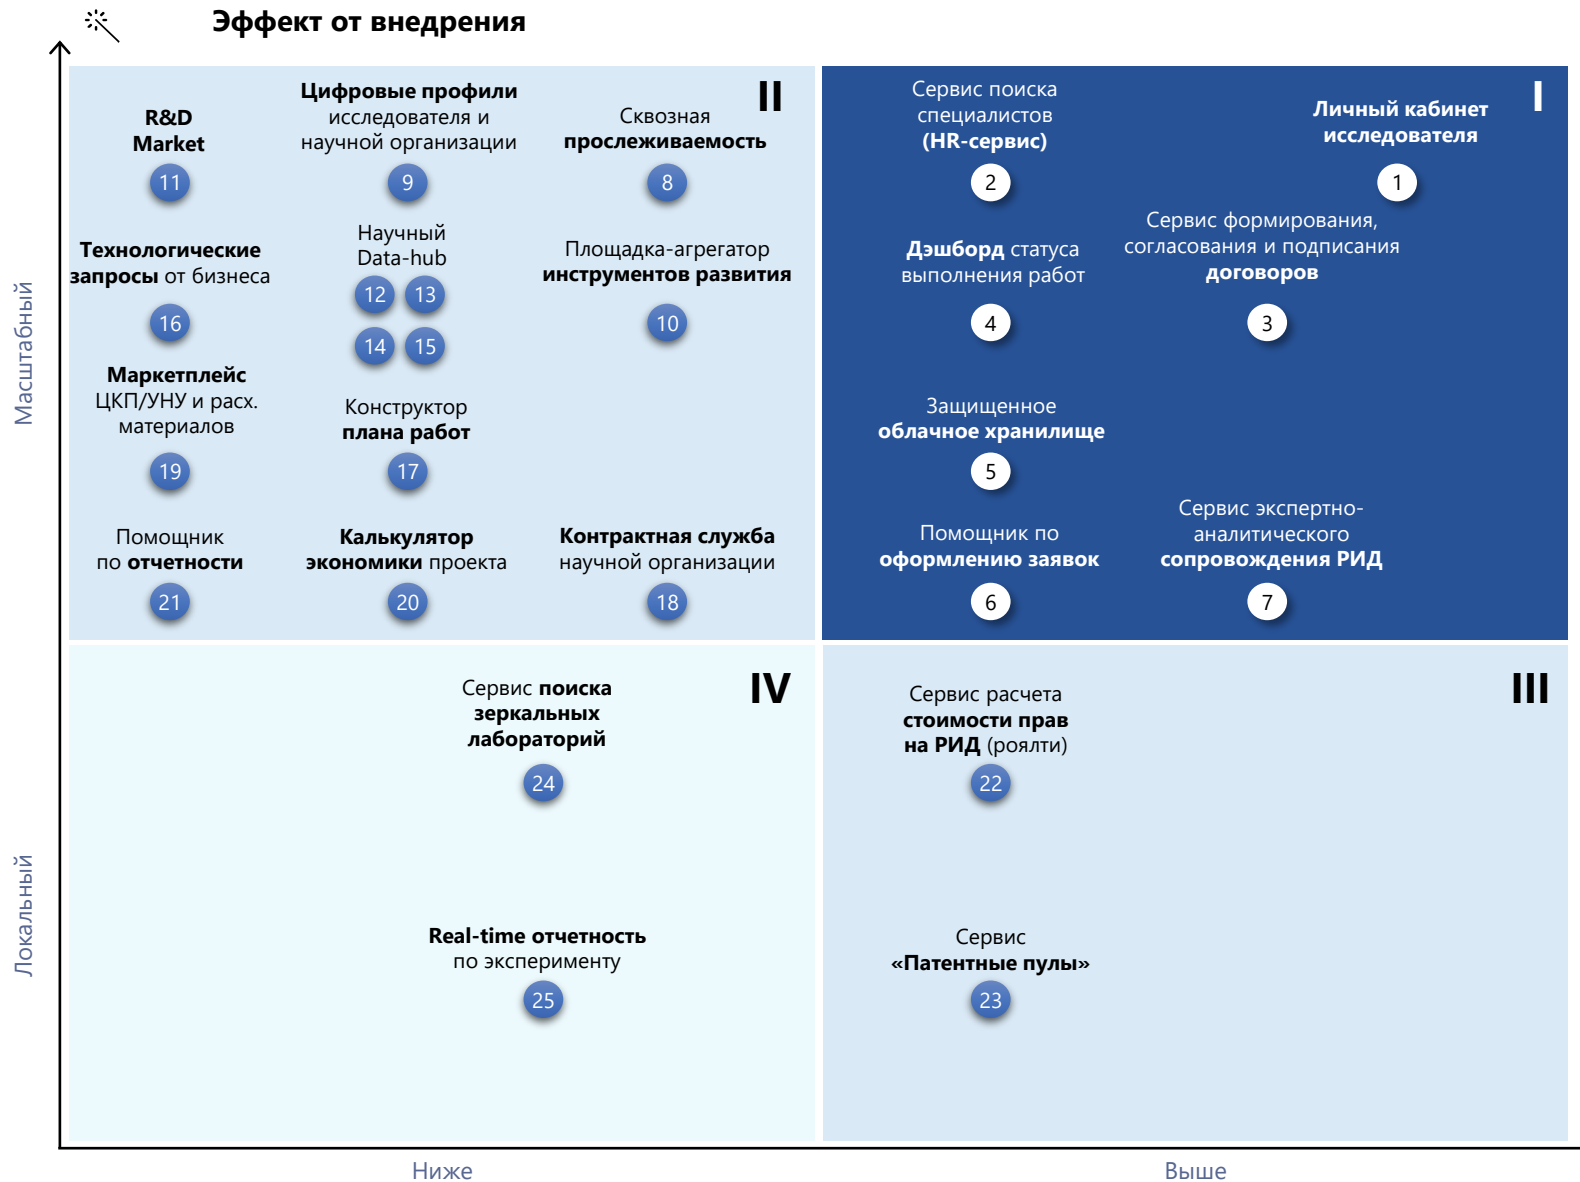 Эффект от внедрения
II
R&D
Market
11
Цифровые профили
исследователя и
научной организации
9
Сквозная
прослеживаемость
8
Технологические
запросы от бизнеса
16
Научный
Data-hub
12
13
14
15
Площадка-агрегатор
инструментов развития
10
Маркетплейс
ЦКП/УНУ и расх.
материалов
19
Конструктор
плана работ
17
Помощник
по отчетности
21
Калькулятор
экономики проекта
20
Контрактная служба
научной организации
18
I
Сервис поиска
специалистов
(HR-сервис)
2
Личный кабинет
исследователя
1
Дэшборд статуса
выполнения работ
4
Сервис формирования,
согласования и подписания
договоров
3
Защищенное
облачное хранилище
5
Помощник по
оформлению заявок
6
Сервис экспертно-
аналитического
сопровождения РИД
7
IV
Сервис поиска
зеркальных
лабораторий
24
Real-time отчетность
по эксперименту
25
III
Сервис расчета
стоимости прав
на РИД (роялти)
22
Сервис
«Патентные пулы»
23
Масштабный
Локальный
Ниже
Выше